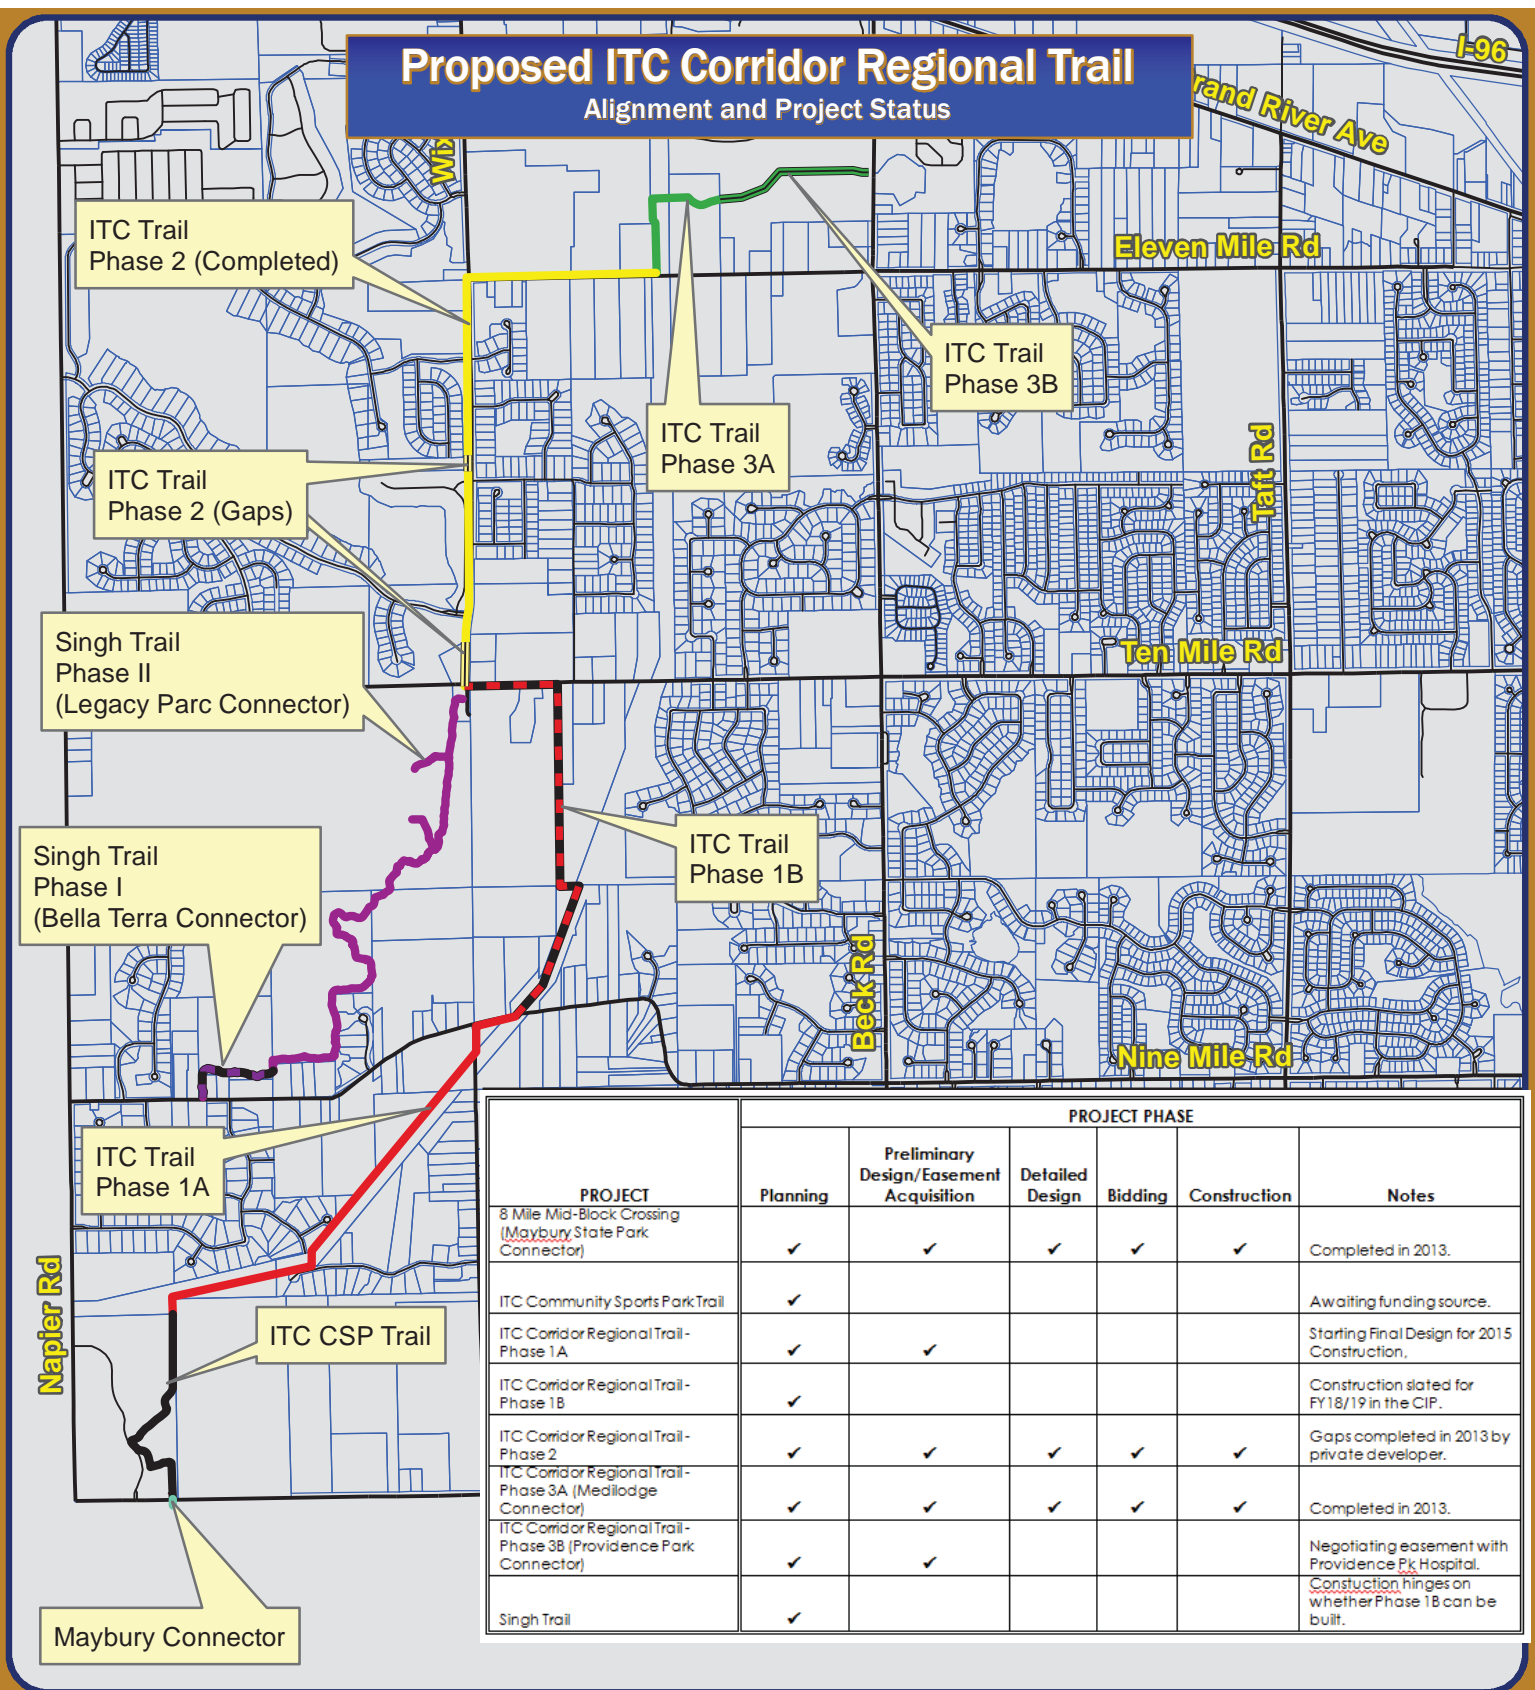 Proposed ITC Corridor Regional Trail
Alignment and Project Status
I-96
rand River Ave
Wix
ITC Trail
Phase 2 (Completed)
Eleven Mile Rd
ITC Trail
Phase 3B
ITC Trail
Phase 3A
Taft Rd
ITC Trail
Phase 2 (Gaps)
Singh Trail
Phase II
(Legacy Parc Connector)
Ten Mile Rd
ITC Trail
Phase 1B
Singh Trail
Phase I
(Bella Terra Connector)
Beck Rd
Nine Mile Rd
ITC Trail
Phase 1A
Napier Rd
ITC CSP Trail
Maybury Connector
PROJECT PHASE
PROJECT Planning Preliminary Design/Easement Acquisition Detailed Design Bidding Construction Notes
8 Mile Mid-Block Crossing
(Maybury State Park
Connector) ✓ ✓ ✓ ✓ ✓ Completed in 2013.
ITC Community Sports Park Trail ✓ Awaiting funding source.
ITC Corridor Regional Trail - Starting Final Design for 2015
Phase 1A ✓ ✓ Construction,
ITC Corridor Regional Trail - Construction slated for
Phase 1B ✓ FY18/19 in the CIP.
ITC Corridor Regional Trail - Gaps completed in 2013 by
Phase 2 ✓ ✓ ✓ ✓ ✓ private developer.
ITC Corridor Regional Trail -
Phase 3A (Medilodge
Connector) ✓ ✓ ✓ ✓ ✓ Completed in 2013.
ITC Corridor Regional Trail -
Phase 3B (Providence Park Negotiating easement with
Connector) ✓ ✓ Providence Pk Hospital.
Constuction hinges on
whether Phase 1B can be
Singh Trail ✓ built.